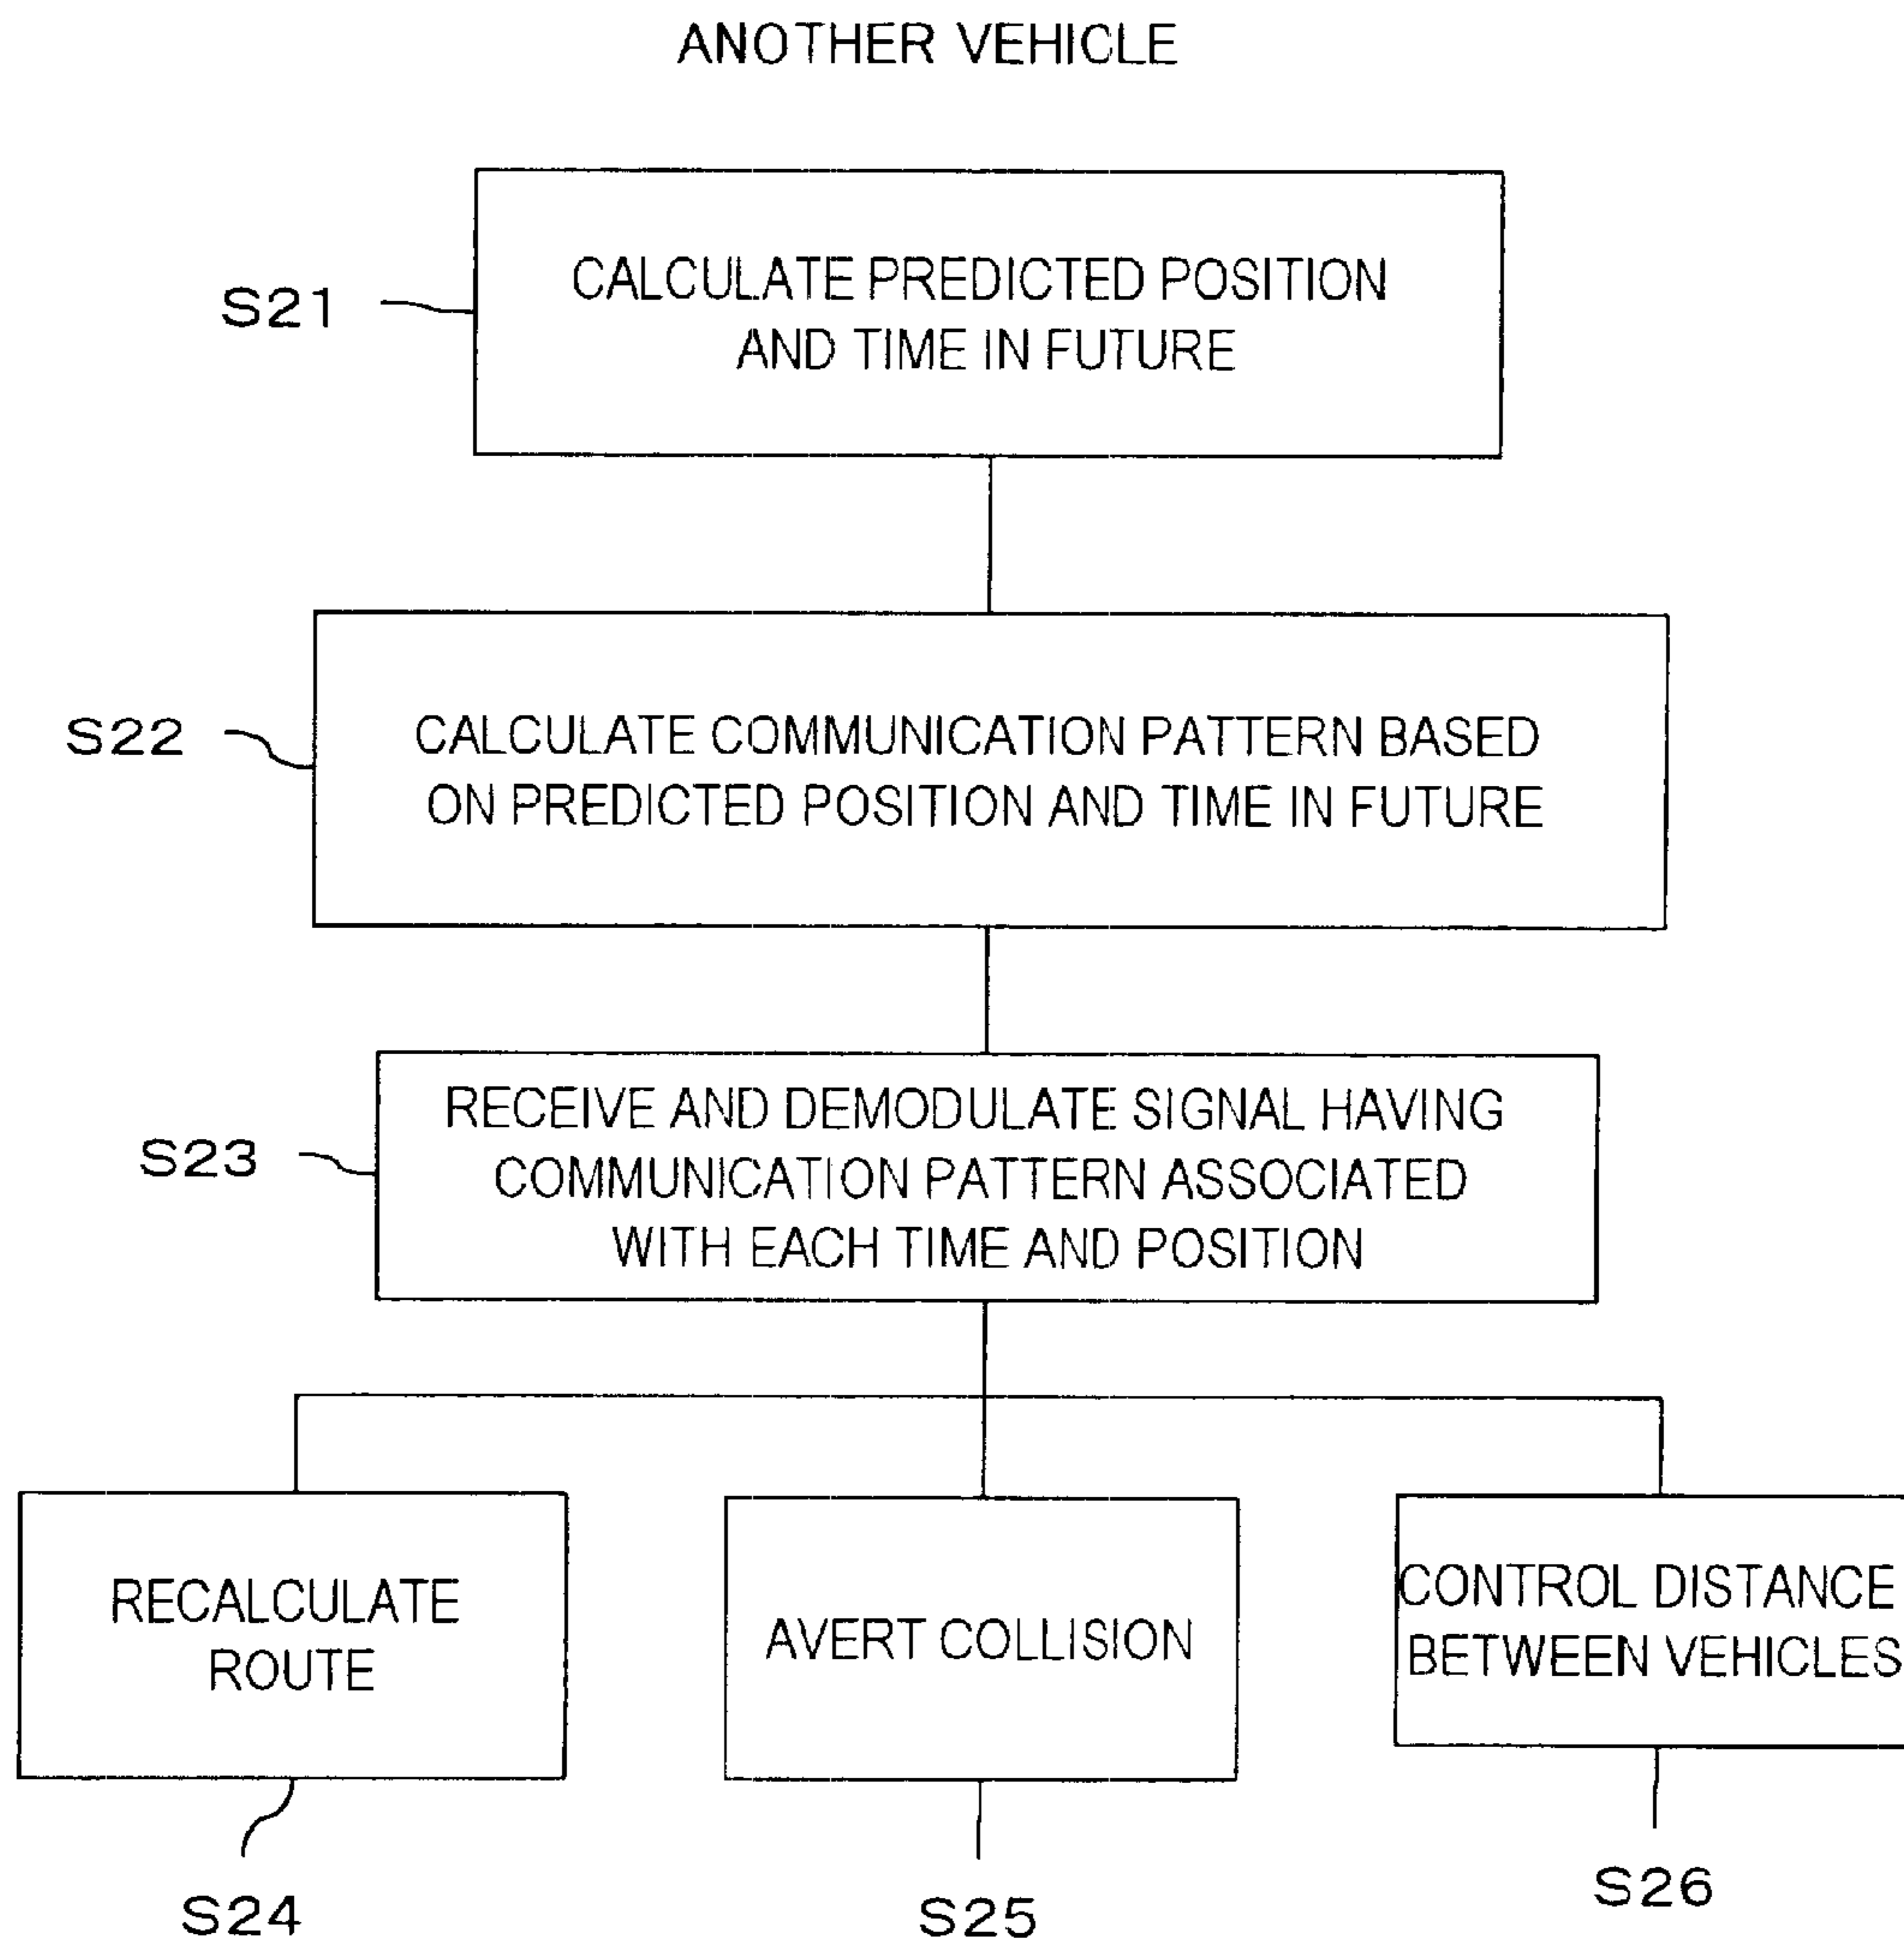 ANOTHER VEHICLE
S21
CALCULATE PREDICTED POSITION
AND TIME IN FUTURE
S22
CALCULATE COMMUNICATION PATTERN BASED
ON PREDICTED POSITION AND TIME IN FUTURE
S23
RECEIVE AND DEMODULATE SIGNAL HAVING
COMMUNICATION PATTERN ASSOCIATED
WITH EACH TIME AND POSITION
RECALCULATE
ROUTE
AVERT COLLISION
CONTROL DISTANCE
BETWEEN VEHICLES
S24
S25
S26